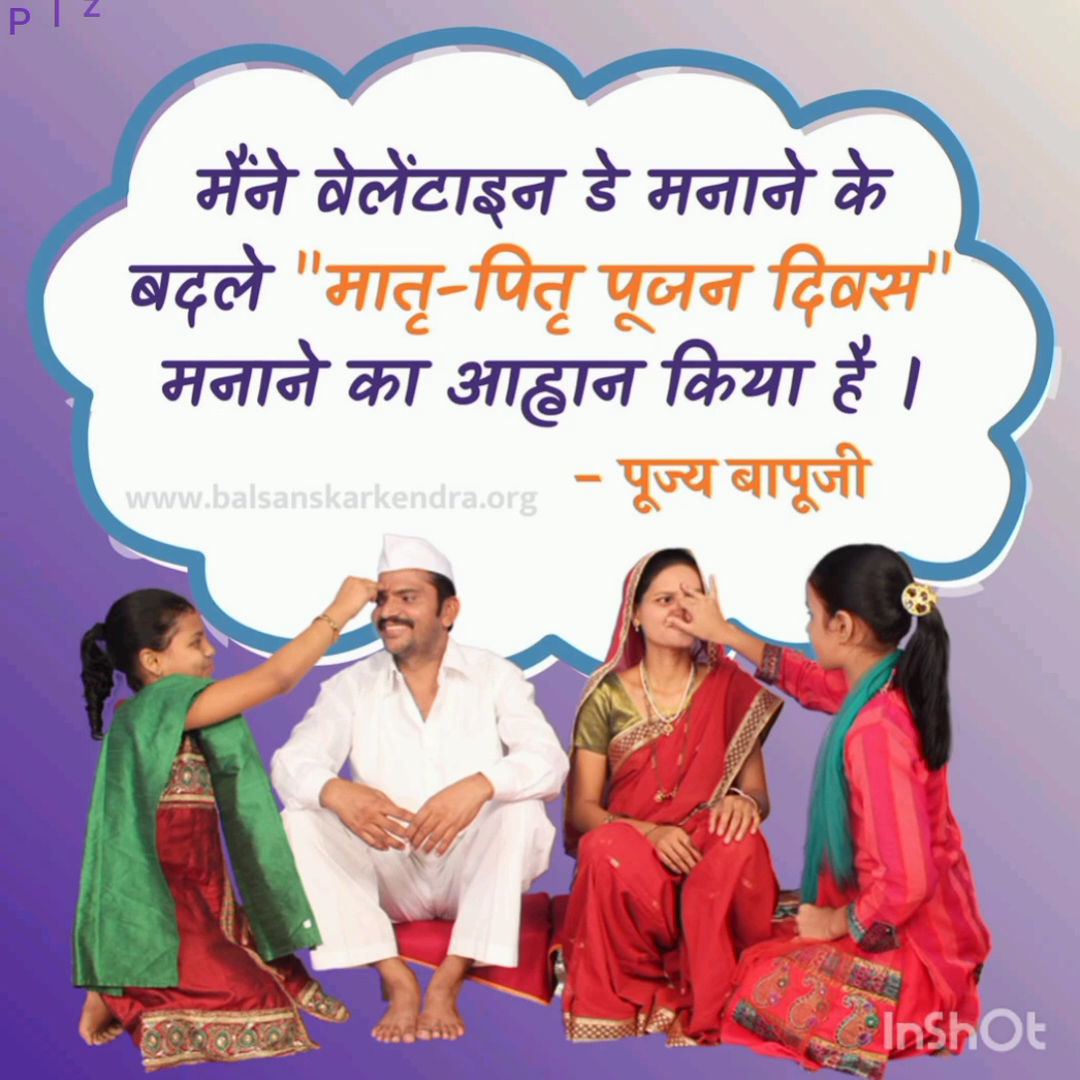 P I Z
मैंने वेलेंटाइन डे मनाने के
बदले "मातृ-पितृ पूजन दिवस"
मनाने का आह्वान किया है ।
- पूज्य बापूजी
www.balsanskarkendra.org
InShOt